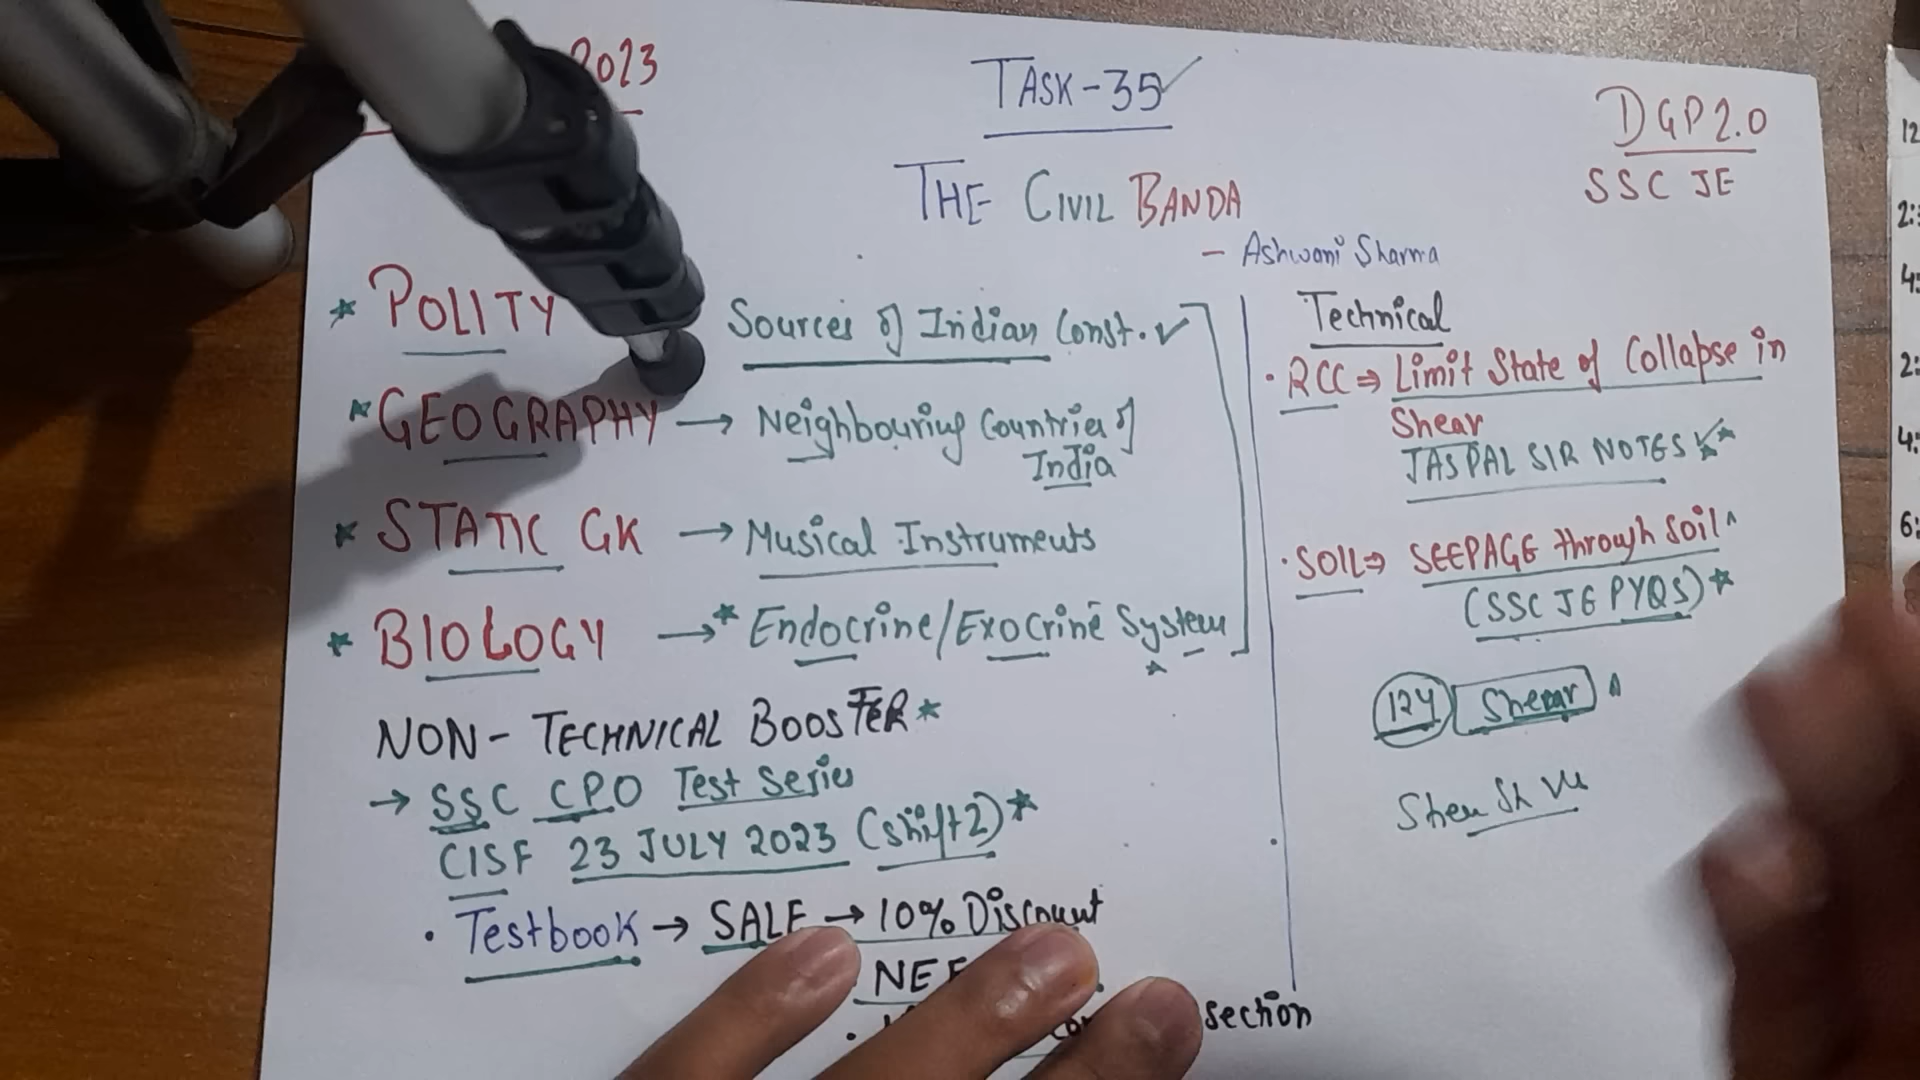 2023
TASK-35
DGP2.0
SSC JE
THE CIVIL BANDA
- Ashwani Sharma
* POLITY Sources of Indian Const. ✓
* GEOGRAPHY → Neighbouring Countries of
India
* STATIC GK → Musical Instruments
* BIOLOGY → * Endocrine/Exocrine System
NON-TECHNICAL BOOSTER *
→ SSC CPO Test Series
CISF 23 JULY 2023 (Shift 2) *
• Testbook → SALE → 10% Discount
section
Technical
• RCC ⇒ Limit State of Collapse in
Shear
JASPAL SIR NOTES
• SOIL ⇒ SEEPAGE through Soil
(SSC JE PYQS) *
124 Shear